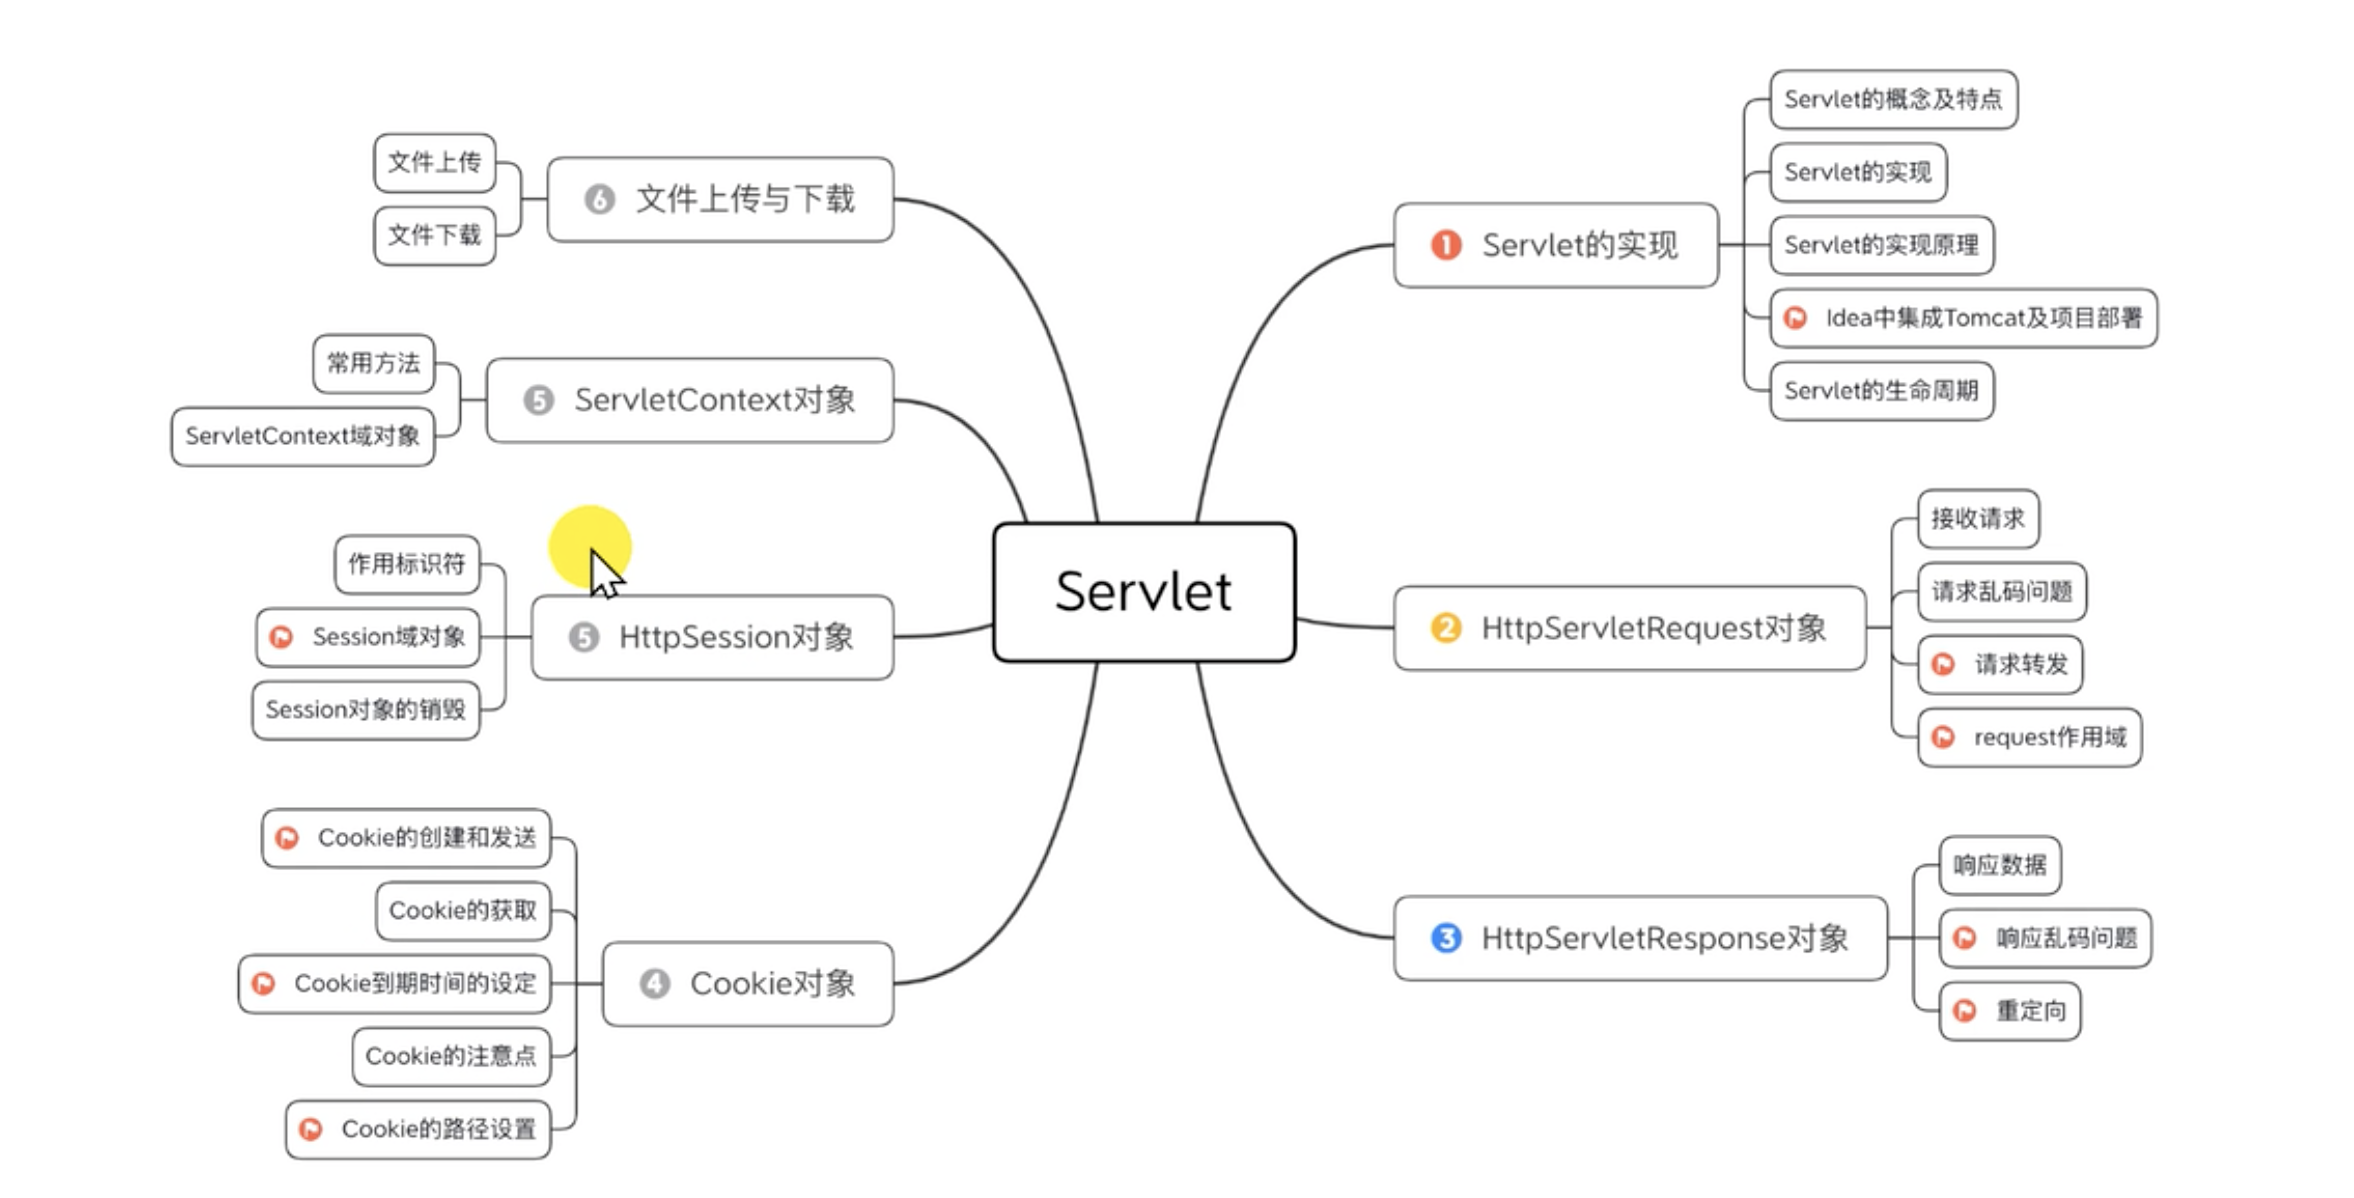 Servlet
1 Servlet的实现
Servlet的概念及特点
Servlet的实现
Servlet的实现原理
Idea中集成Tomcat及项目部署
Servlet的生命周期
2 HttpServletRequest对象
接收请求
请求乱码问题
请求转发
request作用域
3 HttpServletResponse对象
响应数据
响应乱码问题
重定向
4 Cookie对象
Cookie的创建和发送
Cookie的获取
Cookie到期时间的设定
Cookie的注意点
Cookie的路径设置
5 HttpSession对象
作用标识符
Session域对象
Session对象的销毁
5 ServletContext对象
常用方法
ServletContext域对象
6 文件上传与下载
文件上传
文件下载